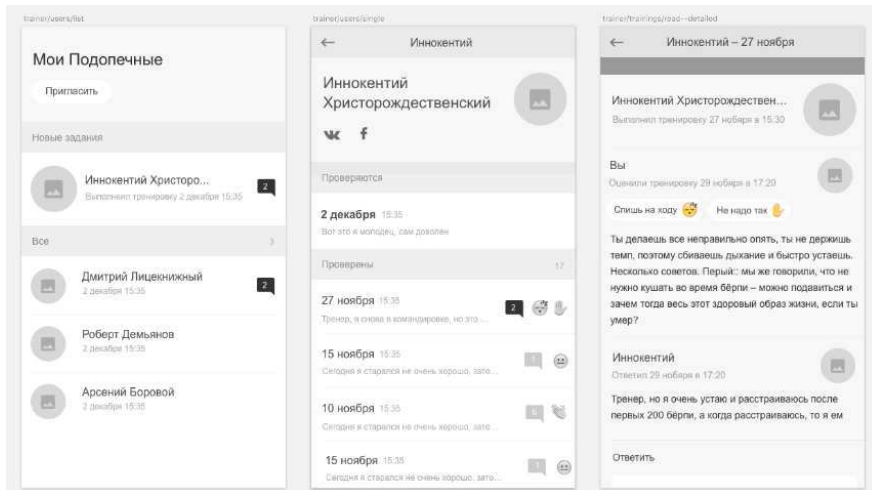 trainer/users/list
Мои Подопечные
Пригласить
Новые задания
Иннокентий Христоро...
Выполнил тренировку 2 декабря 15:35
2
Все
Дмитрий Лицекнижный
2 декабря 15:35
2
Роберт Демьянов
2 декабря 15:35
Арсений Боровой
2 декабря 15:35
trainer/users/single
Иннокентий
Иннокентий
Христорождественский
Проверяются
2 декабря 15:35
Вот это я молодец, сам доволен
Проверены 17
27 ноября 15:35
2
Тренер, я снова в командировке, но это ...
15 ноября 15:35
1
Сегодня я старался не очень хорошо, зато...
10 ноября 15:35
5
Сегодня я старался не очень хорошо, зато...
15 ноября 15:35
1
Сегодня я старался не очень хорошо, зато...
trainer/trainings/read--detailed
Иннокентий – 27 ноября
Иннокентий Христорождествен...
Выполнил тренировку 27 ноября в 15:30
Вы
Оценили тренировку 29 ноября в 17:20
Спишь на ходу
Не надо так
Ты делаешь все неправильно опять, ты не держишь
темп, поэтому сбиваешь дыхание и быстро устаешь.
Несколько советов. Перый:: мы же говорили, что не
нужно кушать во время бёрпи – можно подавиться и
зачем тогда весь этот здоровый образ жизни, если ты
умер?
Иннокентий
Ответил 29 ноября в 17:20
Тренер, но я очень устаю и расстраиваюсь после
первых 200 бёрпи, а когда расстраиваюсь, то я ем
Ответить